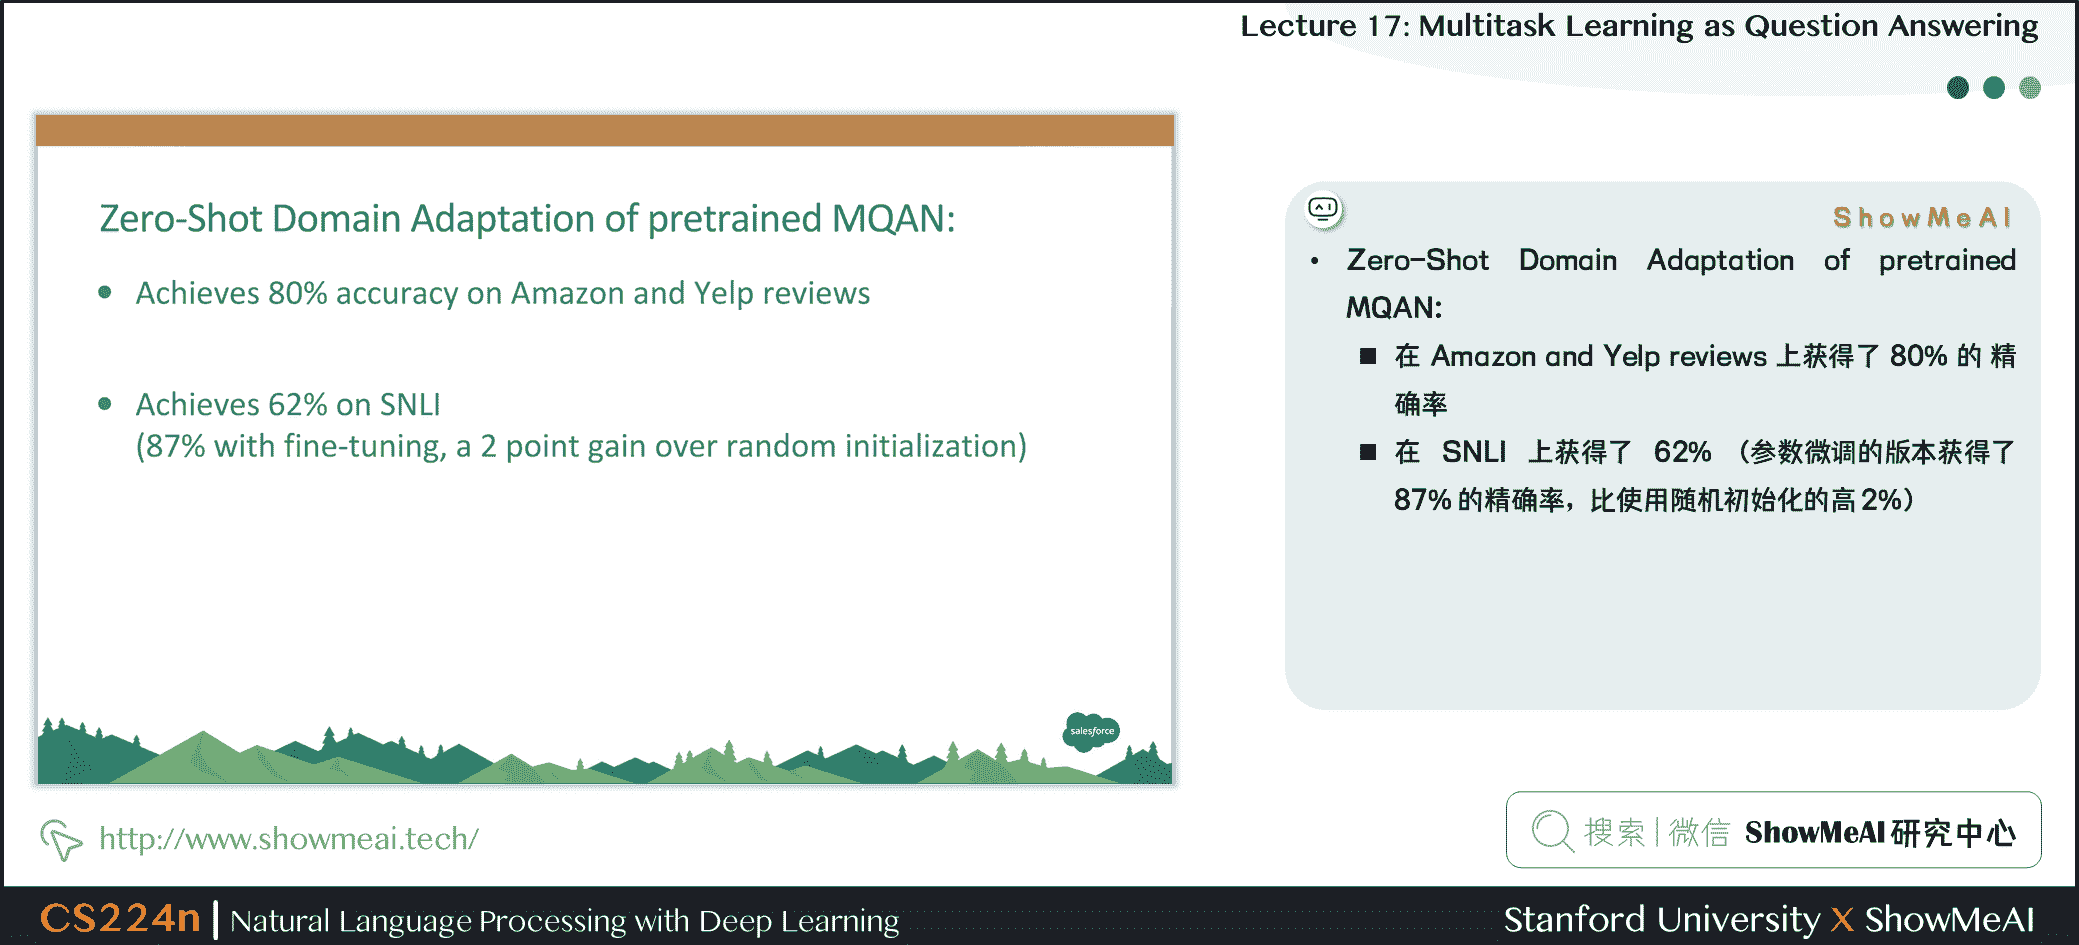 Lecture 17: Multitask Learning as Question Answering
Zero-Shot Domain Adaptation of pretrained MQAN:
• Achieves 80% accuracy on Amazon and Yelp reviews
• Achieves 62% on SNLI
(87% with fine-tuning, a 2 point gain over random initialization)
salesforce
ShowMeAI
• Zero-Shot Domain Adaptation of pretrained
MQAN:
■ 在 Amazon and Yelp reviews 上获得了 80% 的 精
确率
■ 在 SNLI 上获得了 62% （参数微调的版本获得了
87% 的精确率，比使用随机初始化的高 2%）
http://www.showmeai.tech/
搜索 | 微信 ShowMeAI 研究中心
CS224n | Natural Language Processing with Deep Learning
Stanford University X ShowMeAI